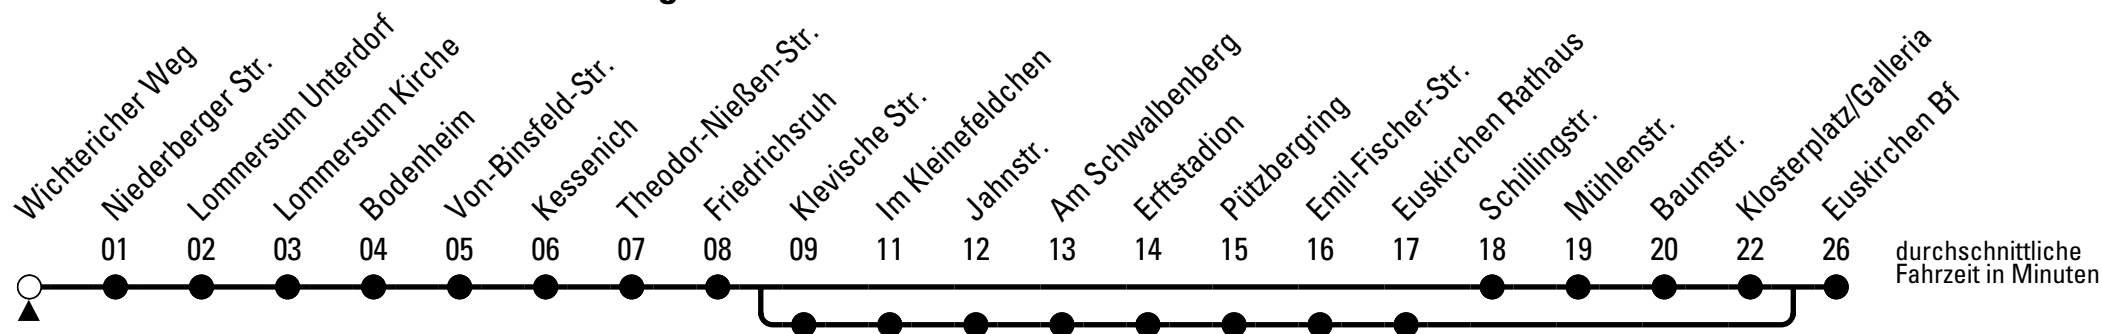 Wichtericher Weg
Niederberger Str.
Lommersum Unterdorf
Lommersum Kirche
Bodenheim
Von-Binsfeld-Str.
Kessenich
Theodor-Nießen-Str.
Friedrichsruh
Klevische Str.
Im Kleinefeldchen
Jahnstr.
Am Schwalbenberg
Erftstadion
Pützbergring
Emil-Fischer-Str.
Euskirchen Rathaus
Schillingstr.
Mühlenstr.
Baumstr.
Klosterplatz/Galleria
Euskirchen Bf
01 02 03 04 05 06 07 08 09 11 12 13 14 15 16 17 18 19 20 22 26 durchschnittliche
Fahrzeit in Minuten